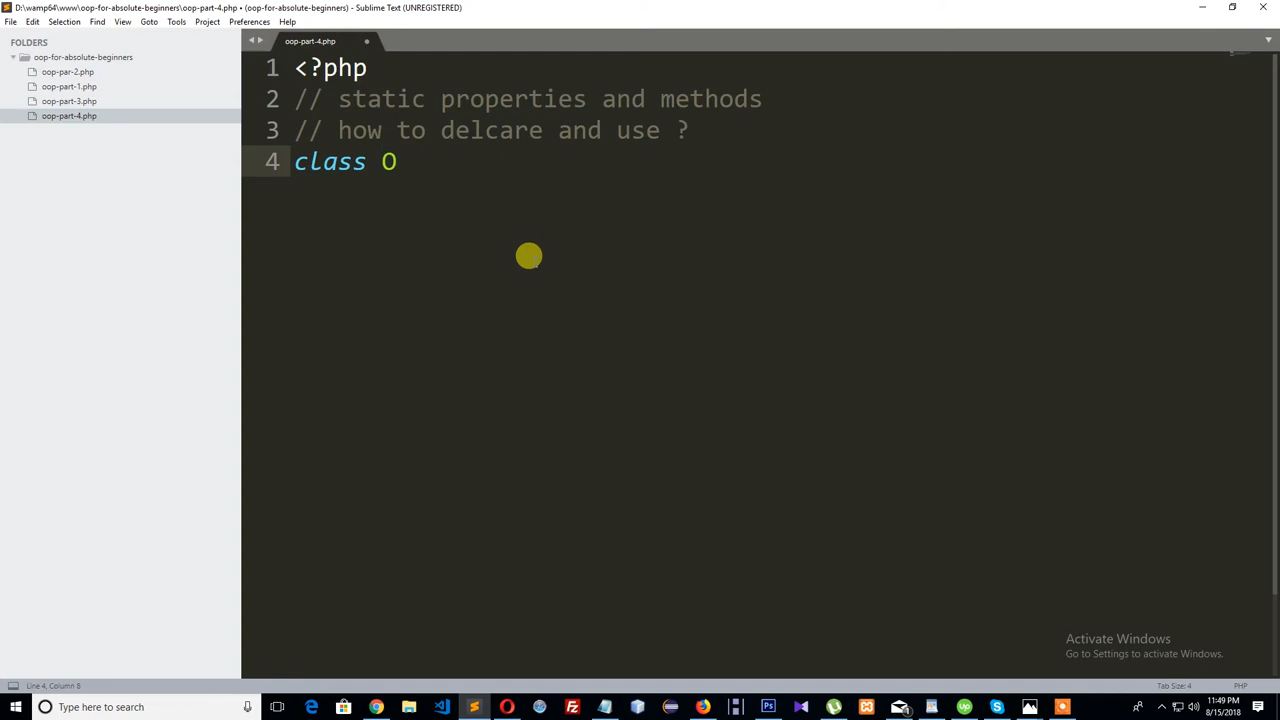 D:\wamp64\www\oop-for-absolute-beginners\oop-part-4.php • (oop-for-absolute-beginners) - Sublime Text (UNREGISTERED)
File Edit Selection Find View Goto Tools Project Preferences Help
FOLDERS
oop-for-absolute-beginners
oop-par-2.php
oop-part-1.php
oop-part-3.php
oop-part-4.php
oop-part-4.php
1 <?php
2 // static properties and methods
3 // how to delcare and use ?
4 class O
Activate Windows
Go to Settings to activate Windows.
Line 4, Column 8
Tab Size: 4
PHP
Type here to search
11:49 PM
8/15/2018